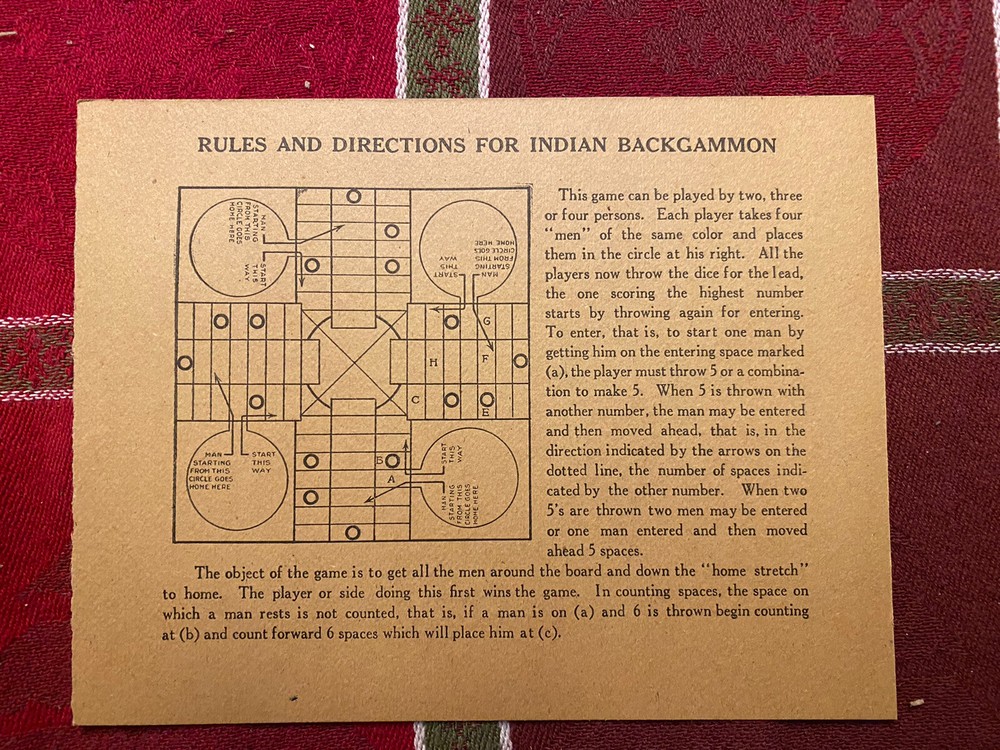 RULES AND DIRECTIONS FOR INDIAN BACKGAMMON
MAN
STARTING
FROM THIS
CIRCLE GOES
HOME HERE
START
THIS
WAY
MAN
STARTING
FROM THIS
CIRCLE GOES
HOME HERE
START
THIS
WAY
G
H
F
C
E
MAN
STARTING
FROM THIS
CIRCLE GOES
HOME HERE
START
THIS
WAY
B
A
START
THIS
WAY
MAN
STARTING
FROM THIS
CIRCLE GOES
HOME HERE
This game can be played by two, three
or four persons. Each player takes four
"men" of the same color and places
them in the circle at his right. All the
players now throw the dice for the lead,
the one scoring the highest number
starts by throwing again for entering.
To enter, that is, to start one man by
getting him on the entering space marked
(a), the player must throw 5 or a combina-
tion to make 5. When 5 is thrown with
another number, the man may be entered
and then moved ahead, that is, in the
direction indicated by the arrows on the
dotted line, the number of spaces indi-
cated by the other number. When two
5's are thrown two men may be entered
or one man entered and then moved
ahead 5 spaces.
The object of the game is to get all the men around the board and down the "home stretch"
to home. The player or side doing this first wins the game. In counting spaces, the space on
which a man rests is not counted, that is, if a man is on (a) and 6 is thrown begin counting
at (b) and count forward 6 spaces which will place him at (c).